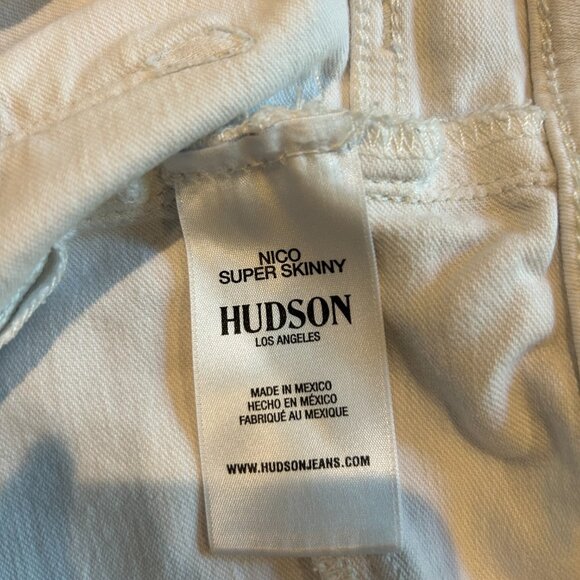 NICO
SUPER SKINNY
HUDSON
LOS ANGELES
MADE IN MEXICO
HECHO EN MÉXICO
FABRIQUÉ AU MEXIQUE
WWW.HUDSONJEANS.COM